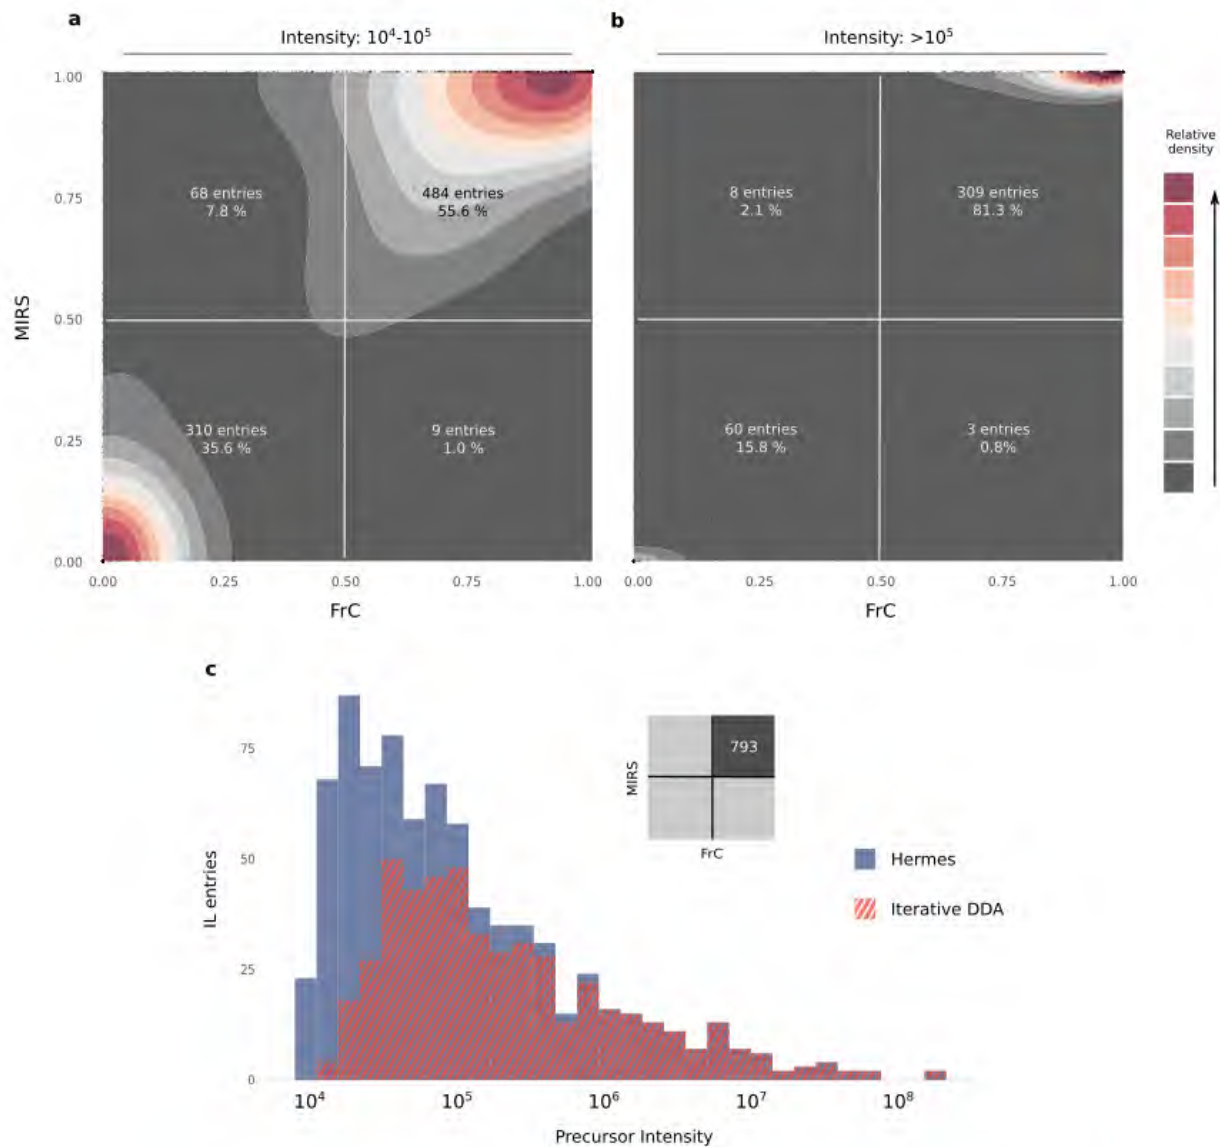 a
Intensity: 10⁴-10⁵
b
Intensity: >10⁵
1.00
0.75
0.50
0.25
0.00
MIRS
68 entries
7.8 %
484 entries
55.6 %
310 entries
35.6 %
9 entries
1.0 %
0.00 0.25 0.50 0.75 1.00
FrC
8 entries
2.1 %
309 entries
81.3 %
60 entries
15.8 %
3 entries
0.8%
0.00 0.25 0.50 0.75 1.00
FrC
Relative
density
c
75
50
25
0
IL entries
793
MIRS
FrC
Hermes
Iterative DDA
10⁴ 10⁵ 10⁶ 10⁷ 10⁸
Precursor Intensity